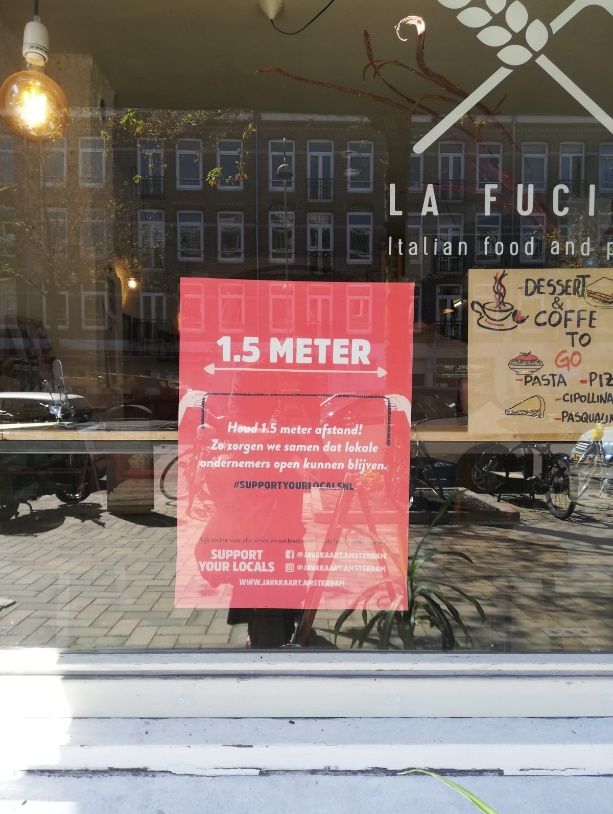 LA FUCI
Italian food and p
-DESSERT
&
COFFE
TO
GO
-PASTA -PIZ
-CIPOLLINA
-PASQUALIN
1.5 METER
Houd 1.5 meter afstand!
Zo zorgen we samen dat lokale
ondernemers open kunnen blijven.
#SUPPORTYOURLOCALSNL
SUPPORT
YOUR LOCALS
@JAVAKAART.AMSTERDAM
@JAVAKAART.AMSTERDAM
WWW.JAVAKAART.AMSTERDAM